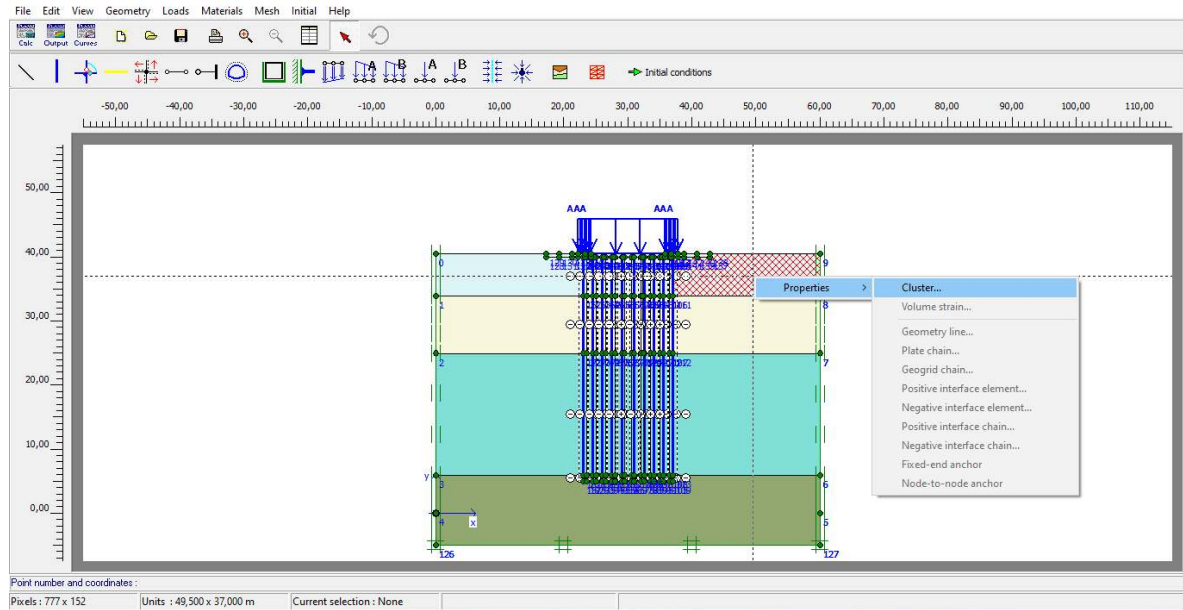 File Edit View Geometry Loads Materials Mesh Initial Help
Calc Output Curves
A B A B Initial conditions
-50,00 -40,00 -30,00 -20,00 -10,00 0,00 10,00 20,00 30,00 40,00 50,00 60,00 70,00 80,00 90,00 100,00 110,00
50,00
AAA AAA
40,00
0 9
Properties > Cluster...
Volume strain...
30,00
1 8
Geometry line...
Plate chain...
2 7
Geogrid chain...
20,00
Positive interface element...
Negative interface element...
Positive interface chain...
10,00
Negative interface chain...
Fixed-end anchor
y 3 6
Node-to-node anchor
0,00
4 x 5
126 127
Point number and coordinates :
Pixels : 777 x 152 Units : 49,500 x 37,000 m Current selection : None